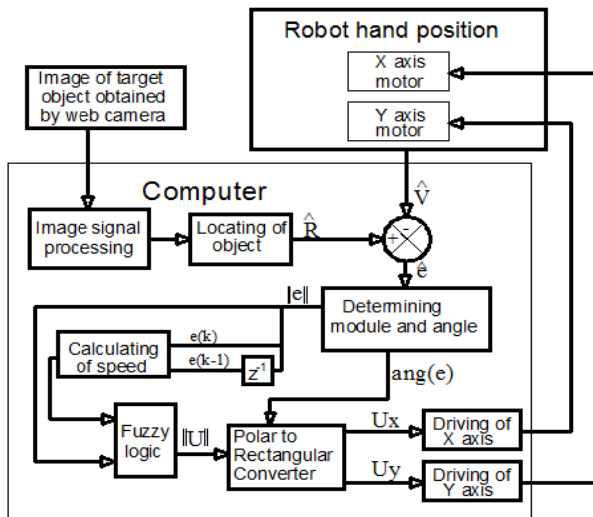 Robot hand position
X axis
motor
Y axis
motor
Image of target
object obtained
by web camera
Computer
^
V
Image signal
processing
Locating of
object
^
R
+
-
^
e
|e||
Determining
module and angle
e(k)
e(k-1)
z⁻¹
Calculating
of speed
ang(e)
Fuzzy
logic
||U||
Polar to
Rectangular
Converter
Ux
Driving of
X axis
Uy
Driving of
Y axis